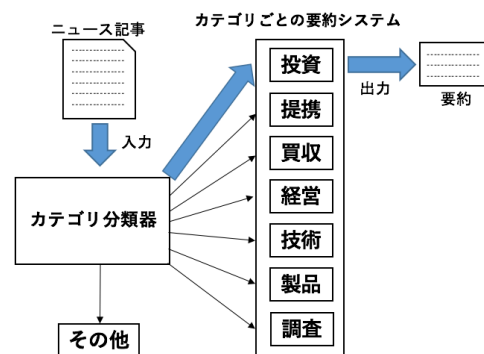 ニュース記事
カテゴリごとの要約システム
入力
カテゴリ分類器
その他
投資
提携
買収
経営
技術
製品
調査
出力
要約